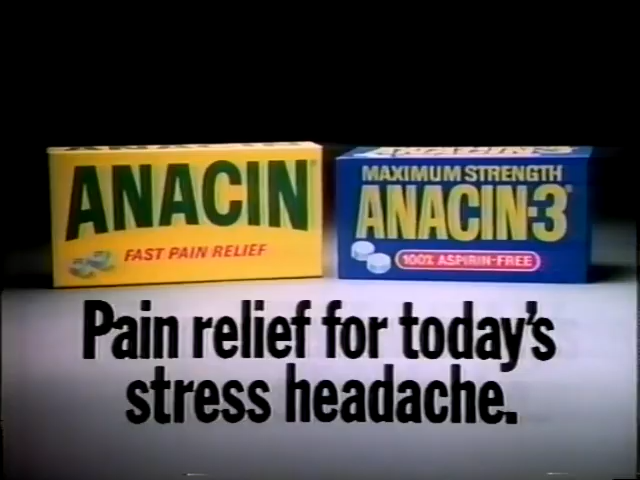 ANACIN
FAST PAIN RELIEF
MAXIMUM STRENGTH
ANACIN-3
100% ASPIRIN-FREE
Pain relief for today's
stress headache.